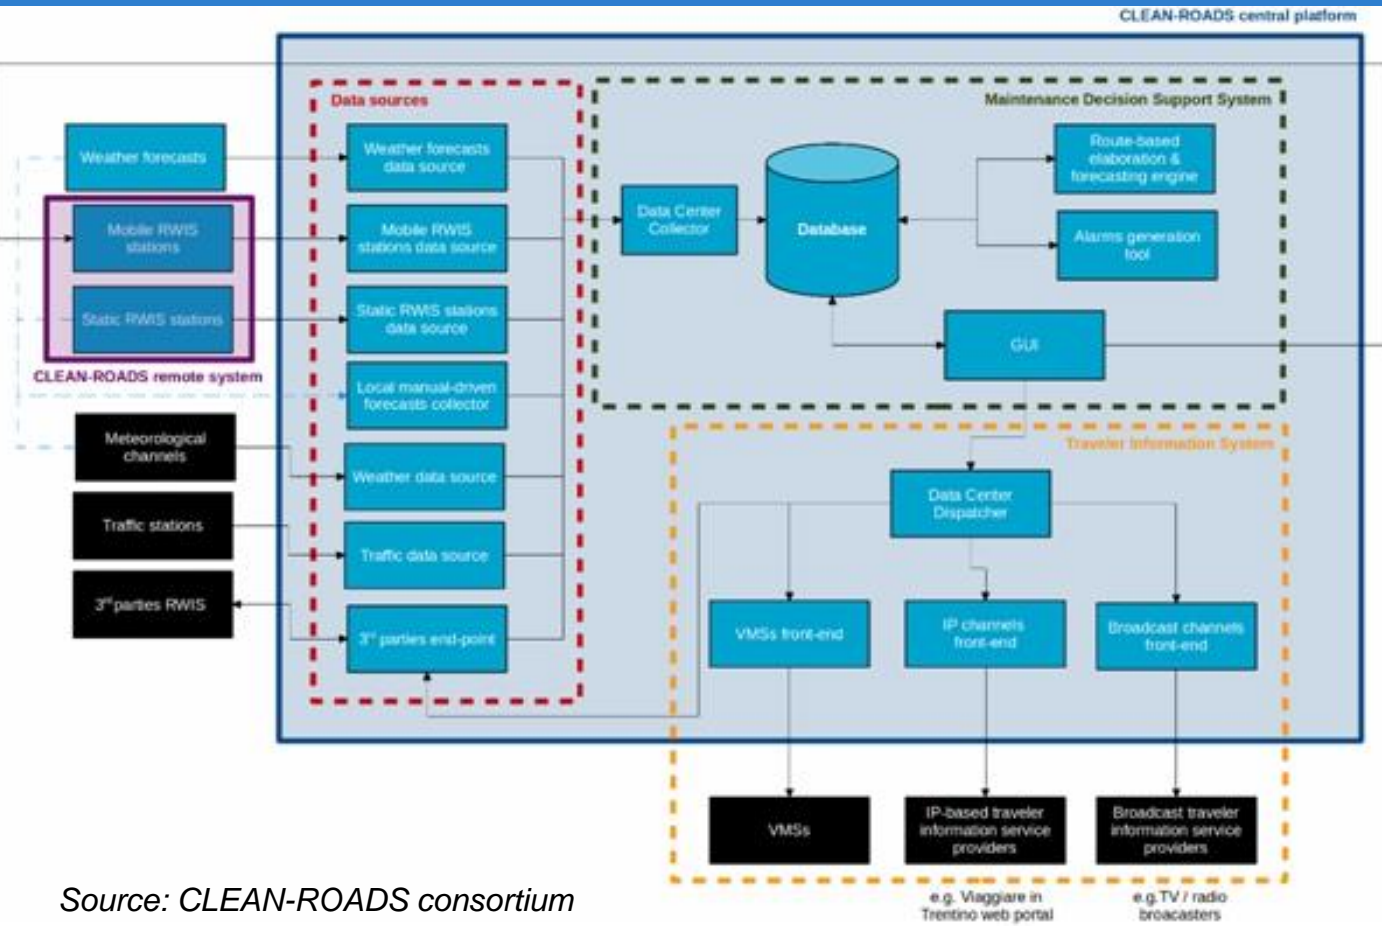 CLEAN-ROADS central platform
Data sources
Maintenance Decision Support System
Weather forecasts
Mobile RWIS
stations
Static RWIS stations
CLEAN-ROADS remote system
Meteorological
channels
Traffic stations
3rd parties RWIS
Weather forecasts
data source
Mobile RWIS
stations data source
Static RWIS stations
data source
Local manual-driven
forecasts collector
Weather data source
Traffic data source
3rd parties end-point
Data Center
Collector
Database
Route-based
elaboration &
forecasting engine
Alarms generation
tool
GUI
Traveler Information System
Data Center
Dispatcher
VMSs front-end
IP channels
front-end
Broadcast channels
front-end
VMSs
IP-based traveler
information service
providers
Broadcast traveler
information service
providers
e.g. Viaggiare in
Trentino web portal
e.g.TV / radio
broacasters
Source: CLEAN-ROADS consortium